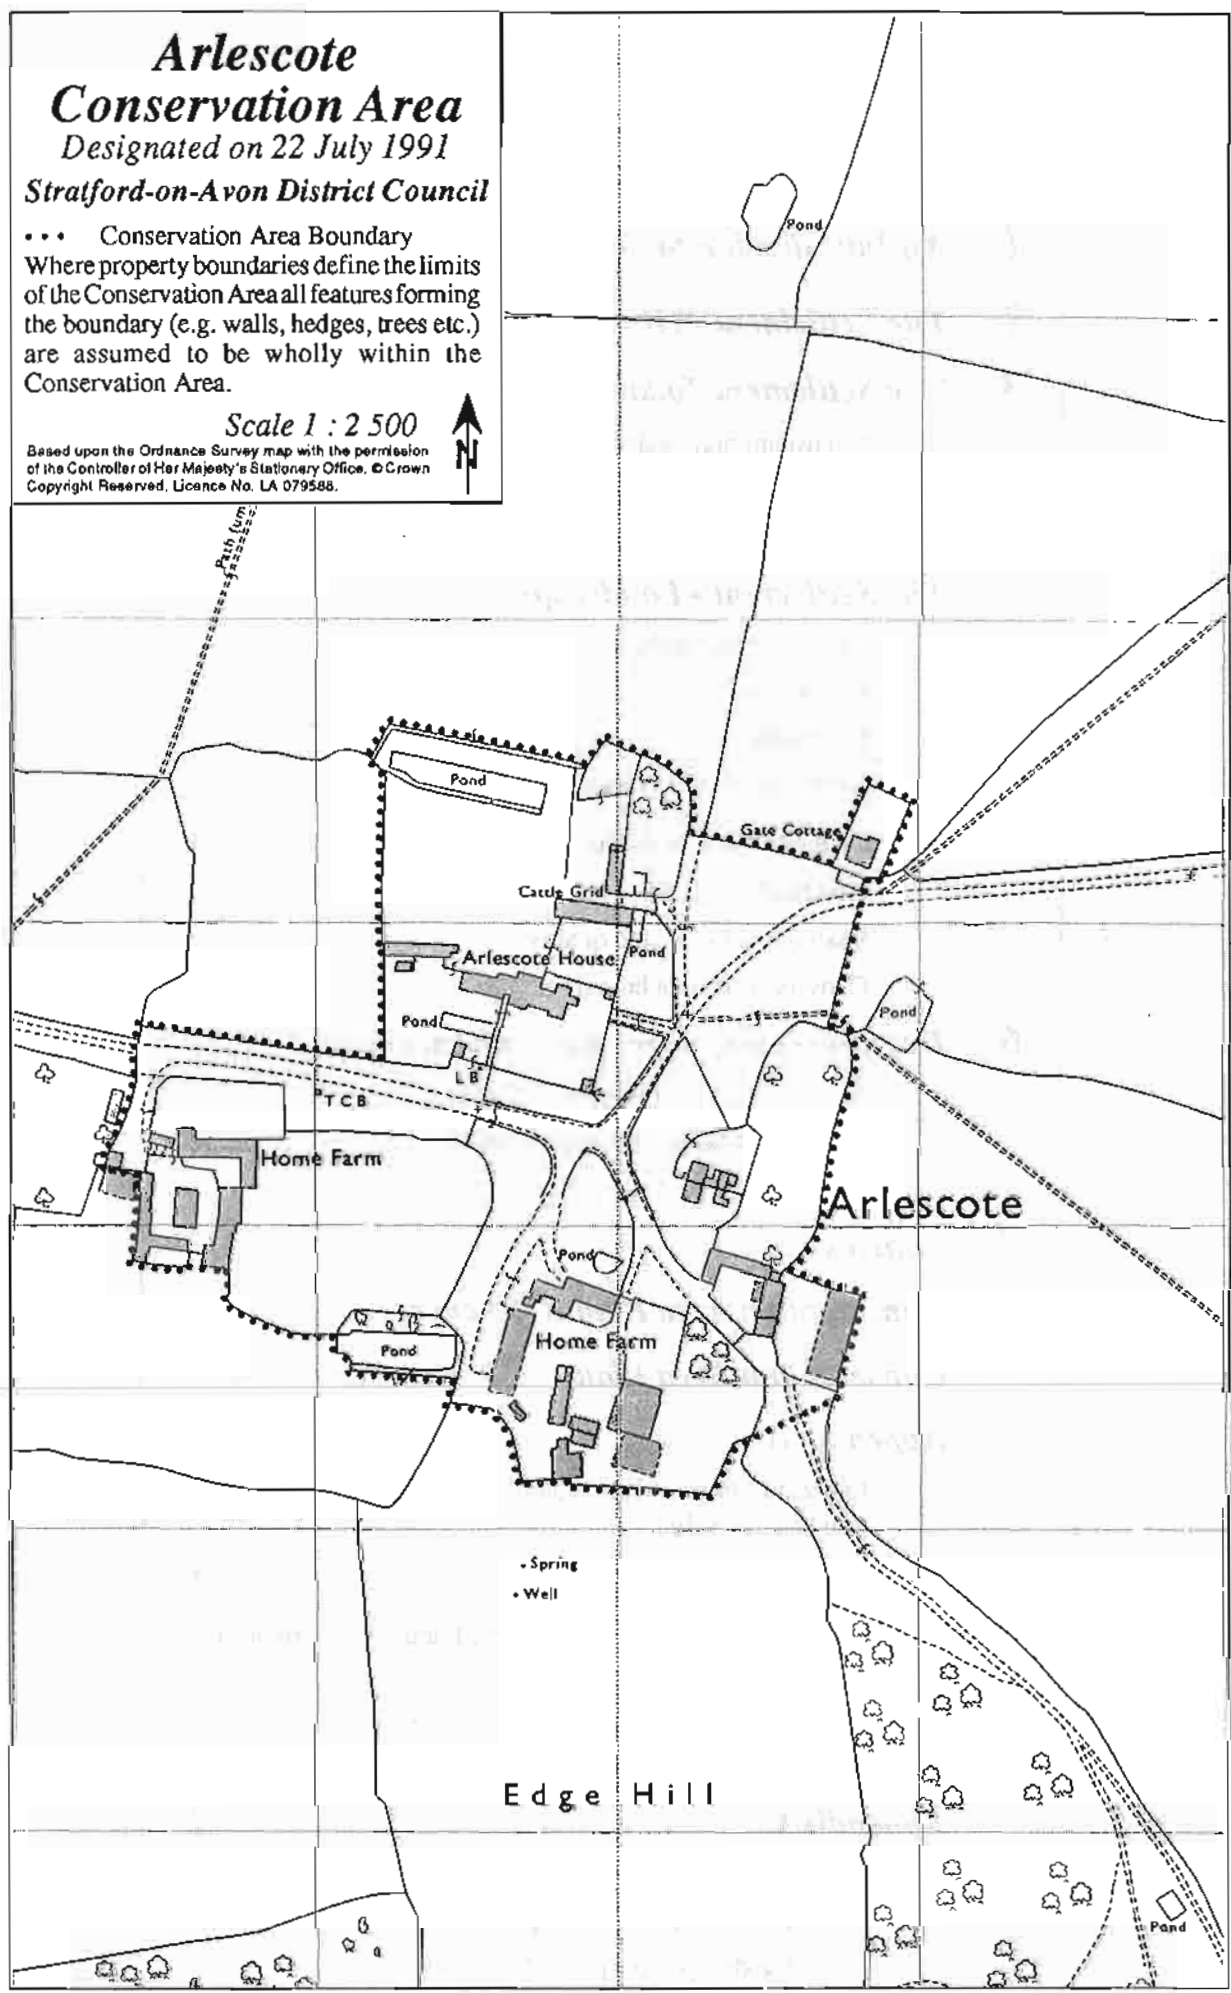 Arlescote
Conservation Area
Designated on 22 July 1991
Stratford-on-Avon District Council
• • • Conservation Area Boundary
Where property boundaries define the limits
of the Conservation Area all features forming
the boundary (e.g. walls, hedges, trees etc.)
are assumed to be wholly within the
Conservation Area.
Scale 1 : 2 500
Based upon the Ordnance Survey map with the permission
of the Controller of Her Majesty's Stationery Office, © Crown
Copyright Reserved, Licence No. LA 079588.
N
Pond
Path (um
Pond
Gate Cottage
Cattle Grid
Arlescote House
Pond
Pond
Pond
L B
T C B
Home Farm
Arlescote
Pond
Home Farm
Pond
Spring
Well
Edge Hill
Pond